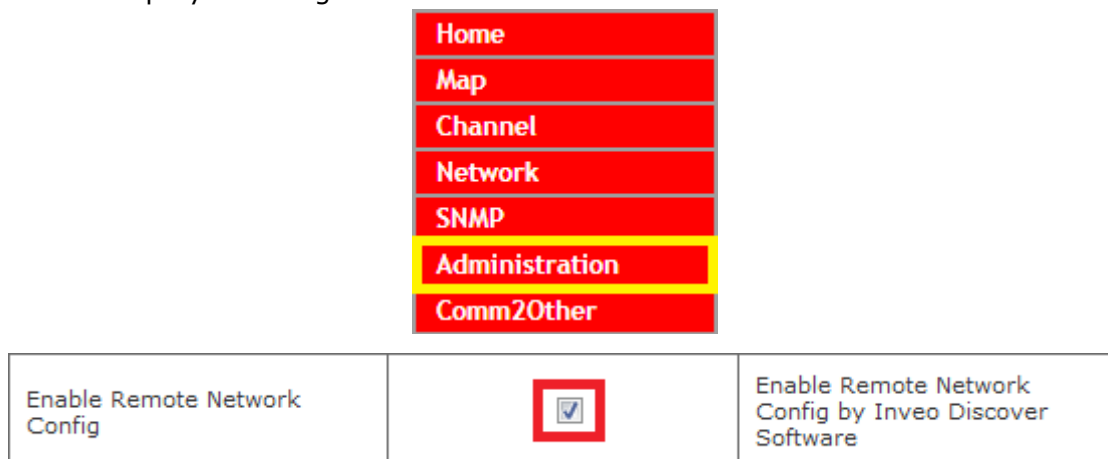 Home
Map
Channel
Network
SNMP
Administration
Comm2Other
Enable Remote Network
Config
Enable Remote Network
Config by Inveo Discover
Software